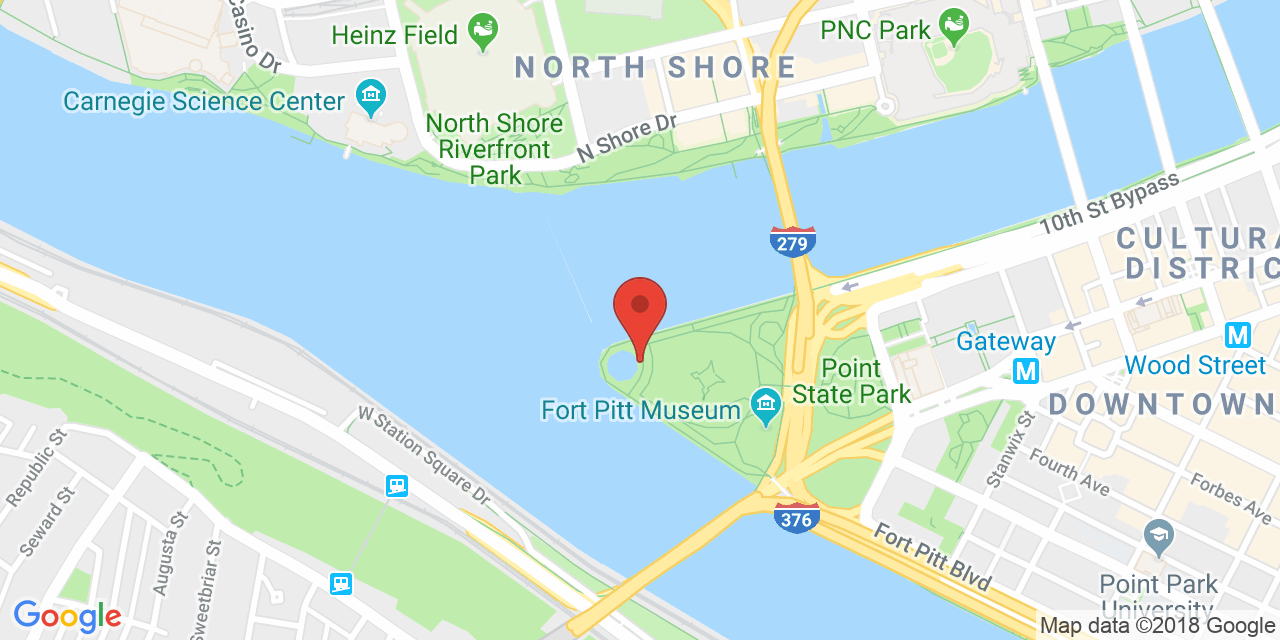 Casino Dr
Heinz Field
PNC Park
NORTH SHORE
Carnegie Science Center
North Shore
Riverfront
Park
N Shore Dr
10th St Bypass
279
CULTURA
DISTRIC
Gateway
M
M
Wood Street
Point
State Park
Fort Pitt Museum
DOWNTOWN
W Station Square Dr
Stanwix St
Republic St
Fourth Ave
Forbes Ave
Seward St
376
Augusta St
Fort Pitt Blvd
Sweetbriar St
Point Park
University
Google
Map data ©2018 Google